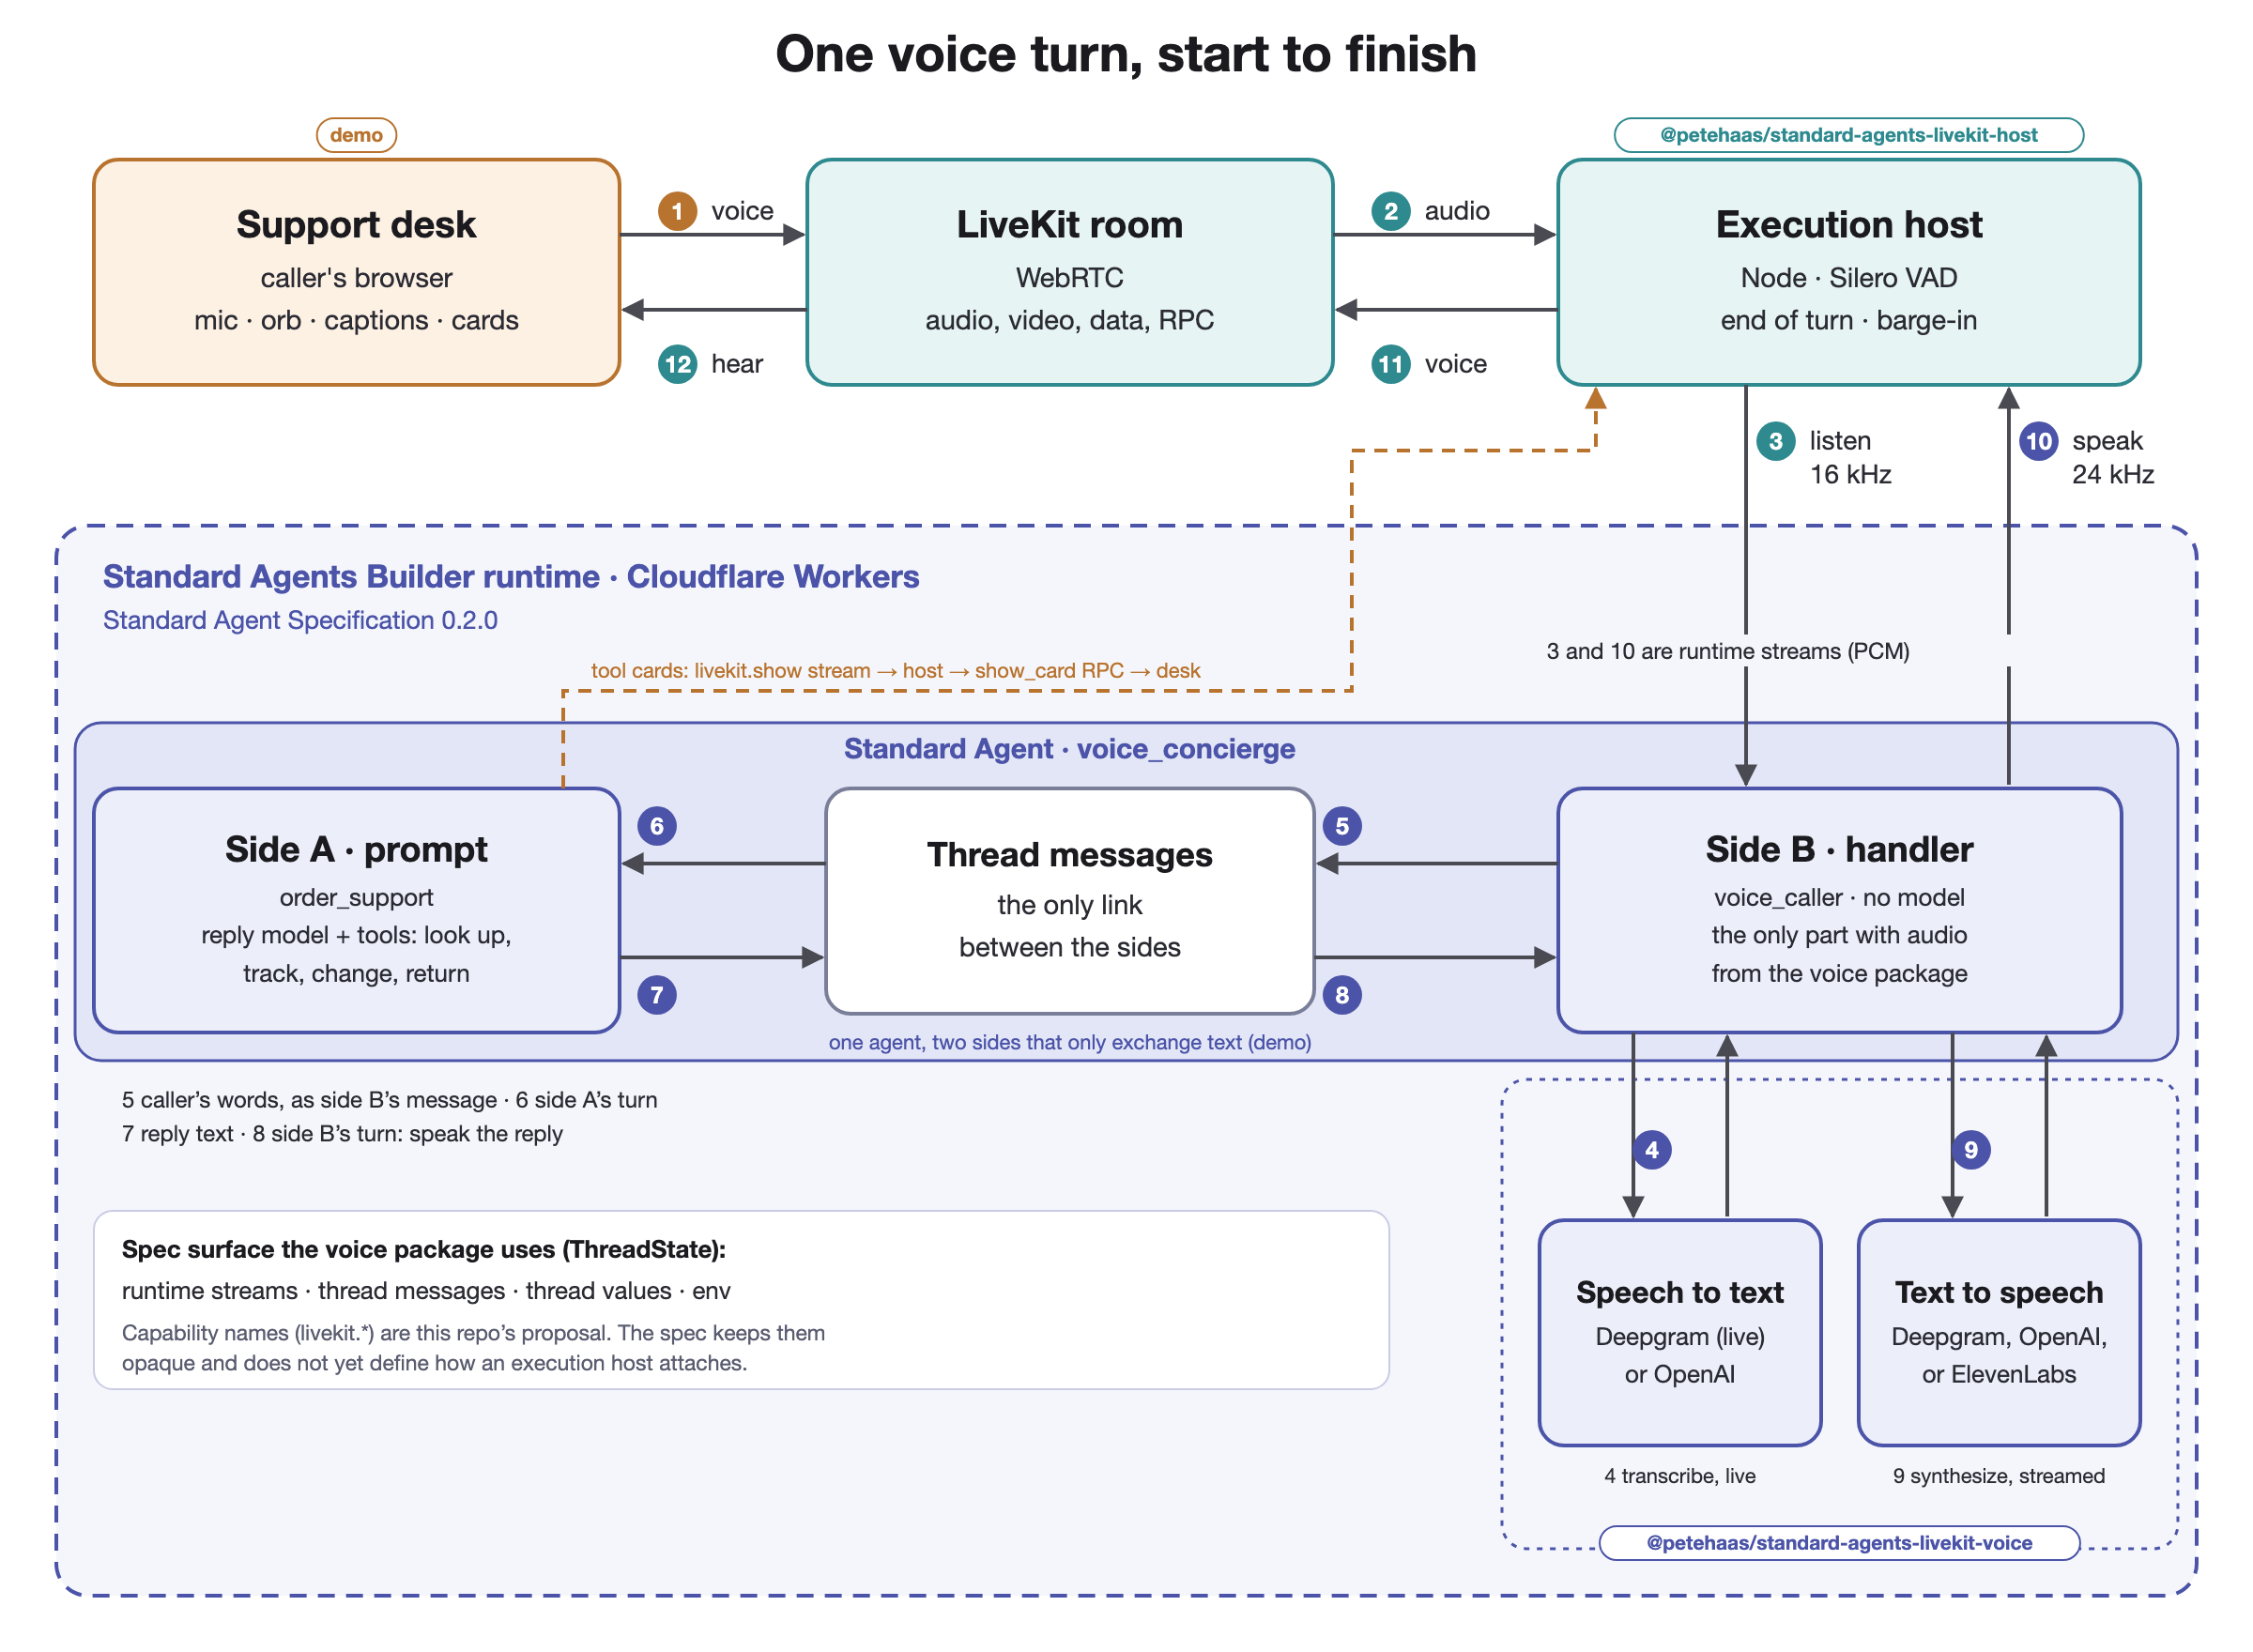 One voice turn, start to finish
demo
@petehaas/standard-agents-livekit-host
Support desk
caller's browser
mic · orb · captions · cards
1 voice
12 hear
LiveKit room
WebRTC
audio, video, data, RPC
2 audio
11 voice
Execution host
Node · Silero VAD
end of turn · barge-in
3 listen
16 kHz
10 speak
24 kHz
Standard Agents Builder runtime · Cloudflare Workers
Standard Agent Specification 0.2.0
3 and 10 are runtime streams (PCM)
tool cards: livekit.show stream → host → show_card RPC → desk
Standard Agent · voice_concierge
Side A · prompt
order_support
reply model + tools: look up,
track, change, return
6
7
Thread messages
the only link
between the sides
5
8
Side B · handler
voice_caller · no model
the only part with audio
from the voice package
one agent, two sides that only exchange text (demo)
5 caller’s words, as side B’s message · 6 side A’s turn
7 reply text · 8 side B’s turn: speak the reply
4
9
Spec surface the voice package uses (ThreadState):
runtime streams · thread messages · thread values · env
Capability names (livekit.*) are this repo’s proposal. The spec keeps them
opaque and does not yet define how an execution host attaches.
Speech to text
Deepgram (live)
or OpenAI
4 transcribe, live
Text to speech
Deepgram, OpenAI,
or ElevenLabs
9 synthesize, streamed
@petehaas/standard-agents-livekit-voice